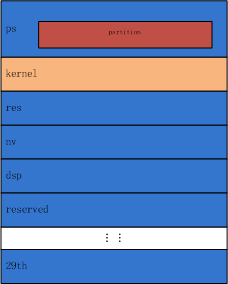 ps
partition
kernel
res
nv
dsp
reserved
: :
29th